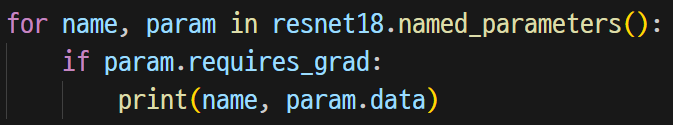 for name, param in resnet18.named_parameters():
    if param.requires_grad:
        print(name, param.data)